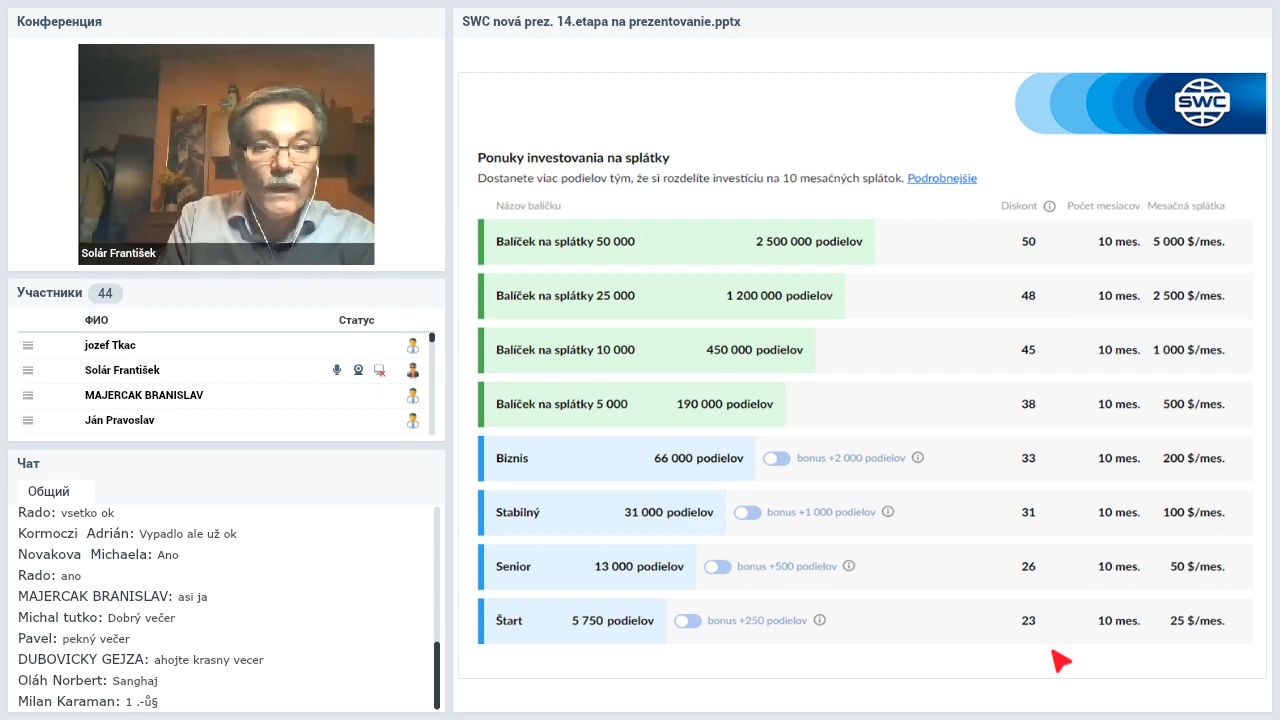 Конференция
Solár František
Участники 44
ФИО Статус
jozef Tkac
Solár František
MAJERCAK BRANISLAV
Ján Pravoslav
Чат
Общий
Rado: vsetko ok
Kormoczi Adrián: Vypadlo ale už ok
Novakova Michaela: Ano
Rado: ano
MAJERCAK BRANISLAV: asi ja
Michal tutko: Dobrý večer
Pavel: pekný večer
DUBOVICKY GEJZA: ahojte krasny vecer
Oláh Norbert: Sanghaj
Milan Karaman: 1 .-ů§
SWC nová prez. 14.etapa na prezentovanie.pptx
SWC
Ponuky investovania na splátky
Dostanete viac podielov tým, že si rozdelíte investíciu na 10 mesačných splátok. Podrobnejšie
Názov balíčku Diskont Počet mesiacov Mesačná splátka
Balíček na splátky 50 000 2 500 000 podielov 50 10 mes. 5 000 $/mes.
Balíček na splátky 25 000 1 200 000 podielov 48 10 mes. 2 500 $/mes.
Balíček na splátky 10 000 450 000 podielov 45 10 mes. 1 000 $/mes.
Balíček na splátky 5 000 190 000 podielov 38 10 mes. 500 $/mes.
Biznis 66 000 podielov bonus +2 000 podielov 33 10 mes. 200 $/mes.
Stabilný 31 000 podielov bonus +1 000 podielov 31 10 mes. 100 $/mes.
Senior 13 000 podielov bonus +500 podielov 26 10 mes. 50 $/mes.
Štart 5 750 podielov bonus +250 podielov 23 10 mes. 25 $/mes.